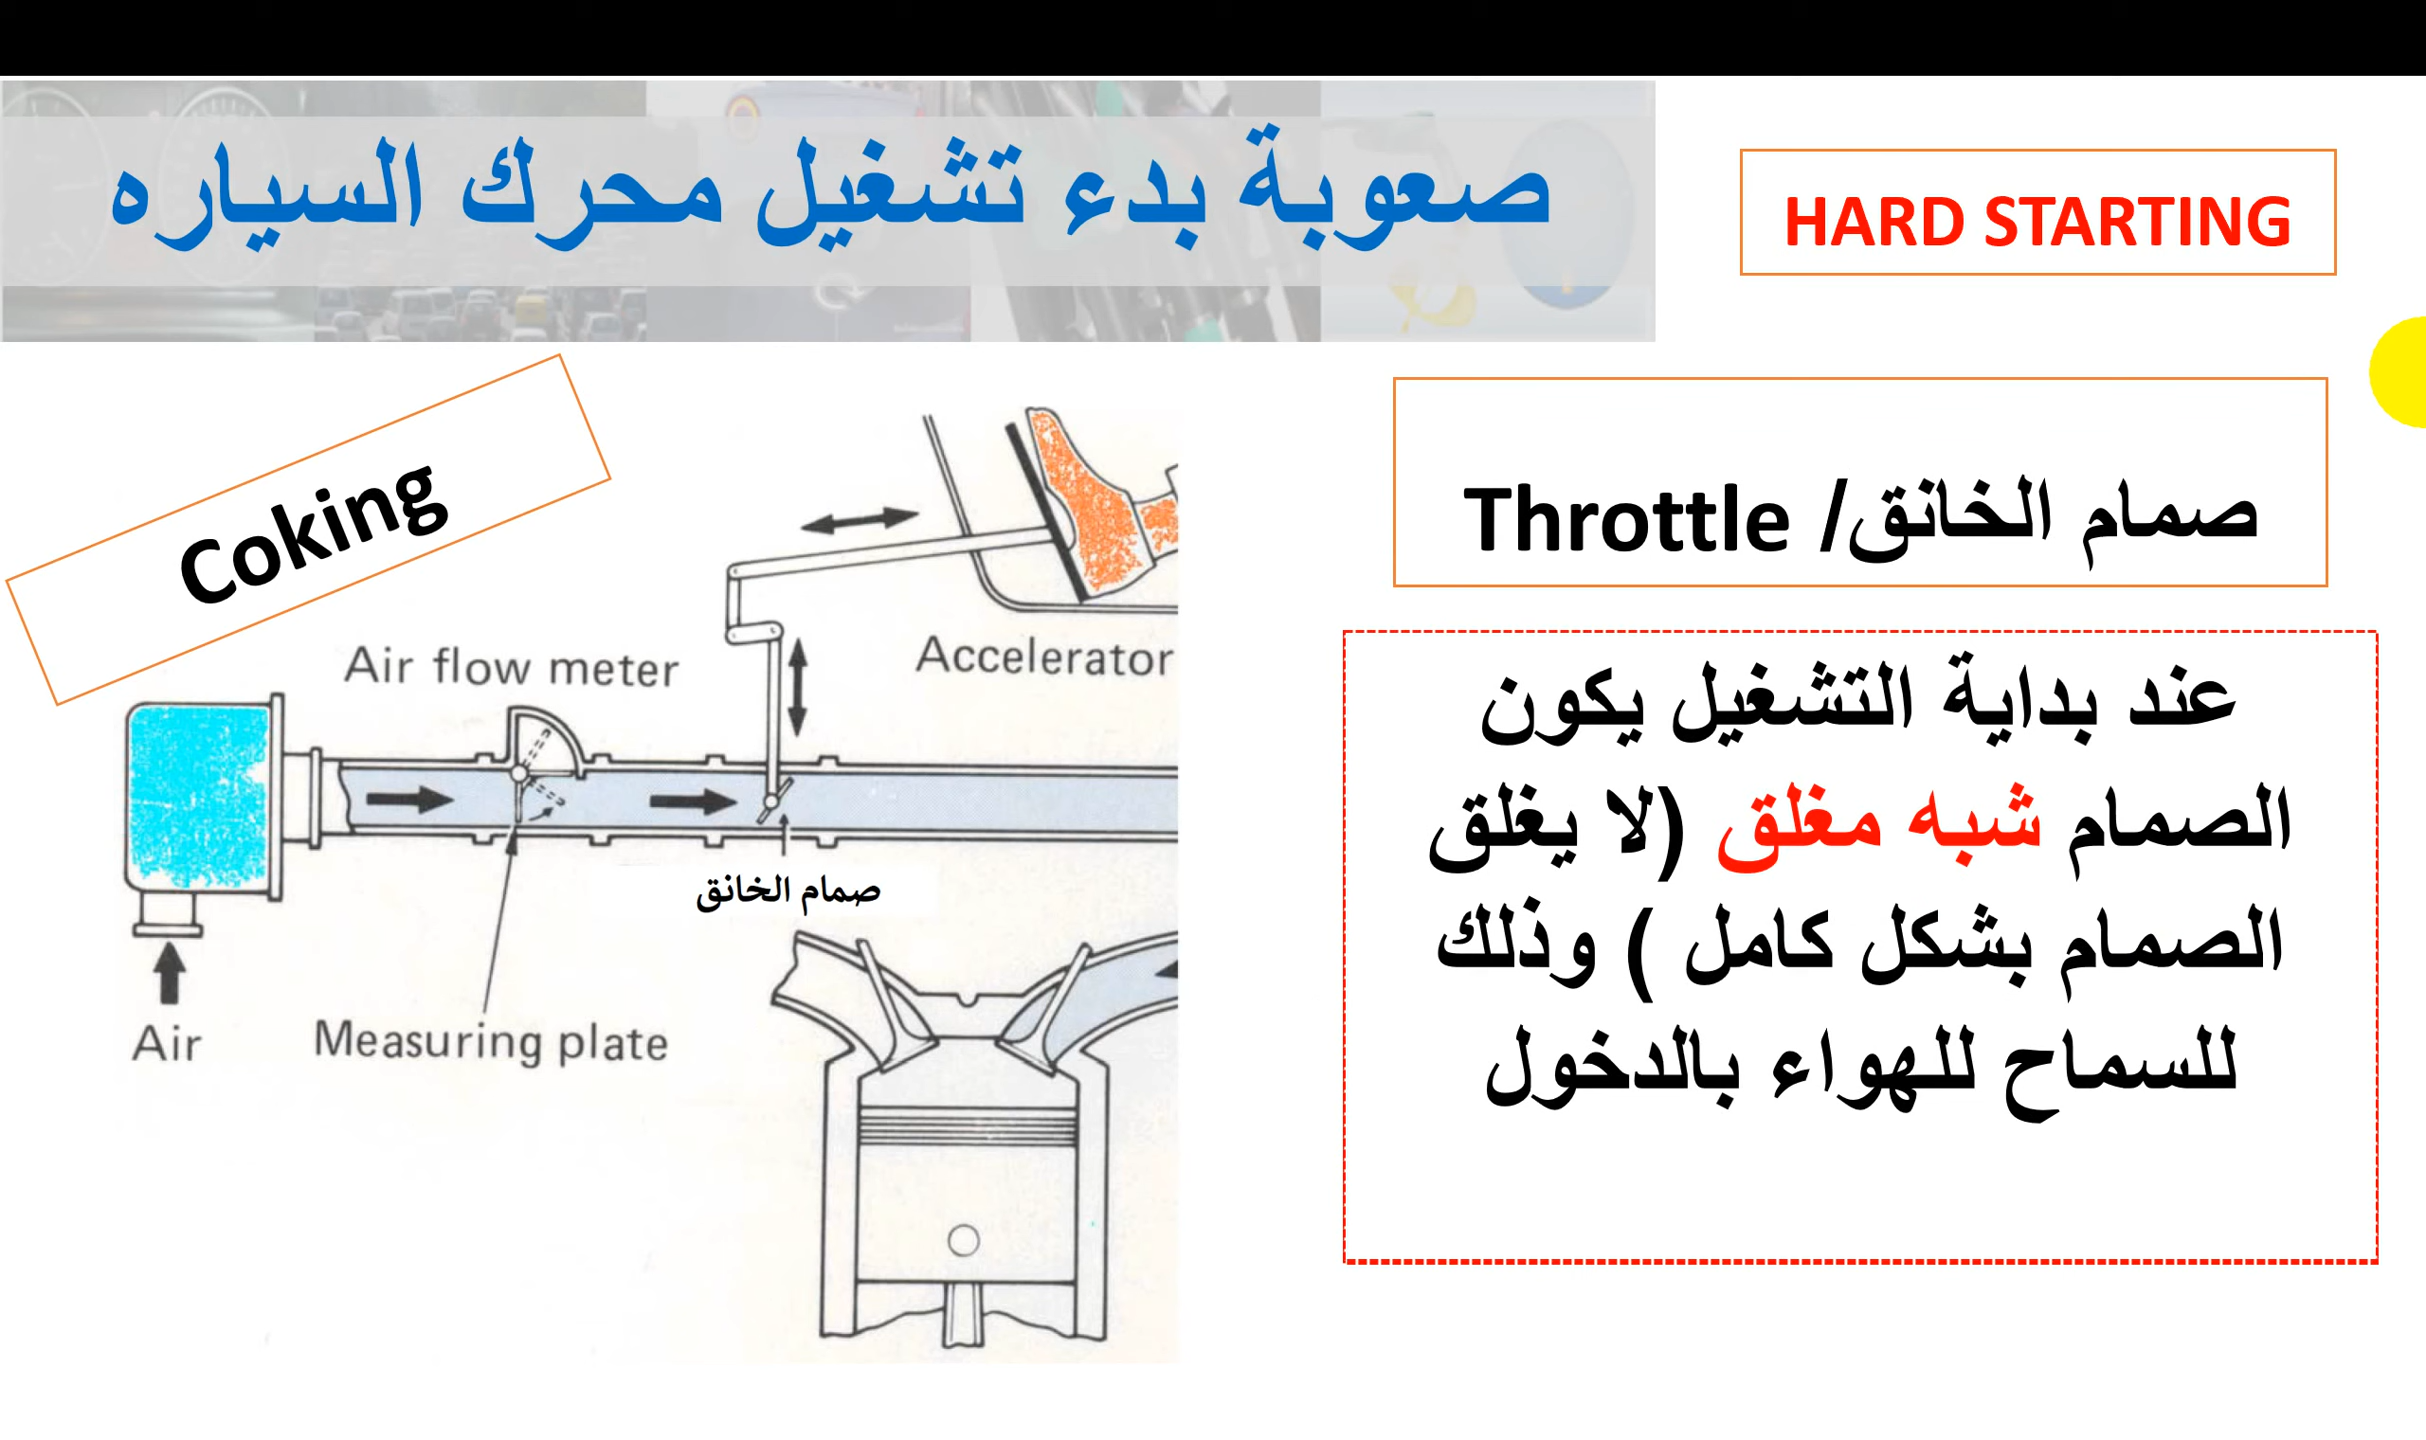 صعوبة بدء تشغيل محرك السياره
HARD STARTING
Coking
صمام الخانق/ Throttle
عند بداية التشغيل يكون
الصمام شبه مغلق (لا يغلق
الصمام بشكل كامل ) وذلك
للسماح للهواء بالدخول
Air flow meter
Accelerator
صمام الخانق
Air
Measuring plate